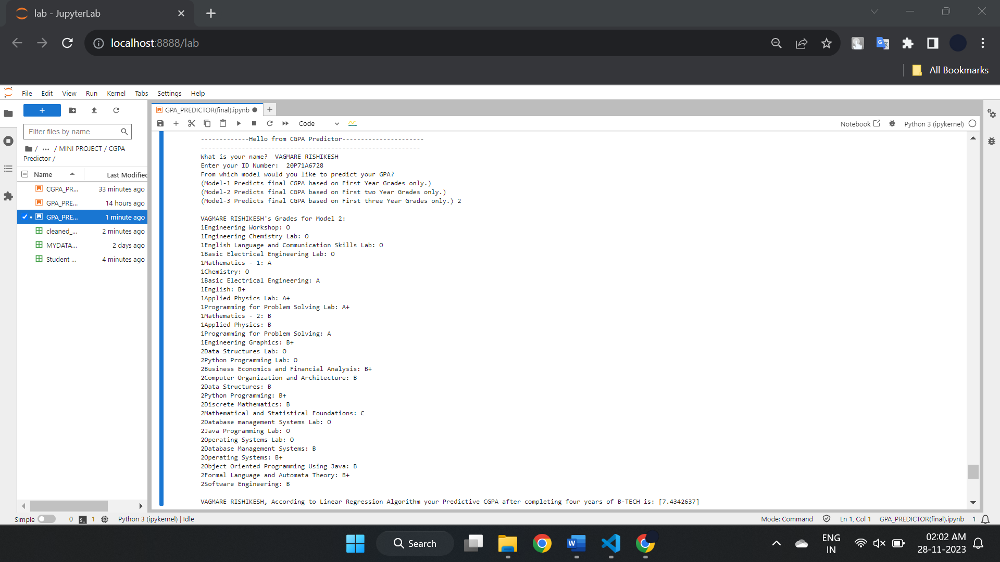 lab - JupyterLab
localhost:8888/lab
All Bookmarks
File Edit View Run Kernel Tabs Settings Help
GPA_PREDICTOR(final).ipynb
Filter files by name
/ ··· / MINI PROJECT / CGPA
Predictor /
Name Last Modified
CGPA_PR... 33 minutes ago
GPA_PRE... 14 hours ago
GPA_PRE... 1 minute ago
cleaned_... 2 minutes ago
MYDATA... 2 days ago
Student ... 4 minutes ago
Code
Notebook Python 3 (ipykernel)
-------------Hello from CGPA Predictor----------------------
-----------------------------------------------------------
What is your name?  VAGMARE RISHIKESH
Enter your ID Number:  20P71A6728
From which model would you like to predict your GPA?
(Model-1 Predicts final CGPA based on First Year Grades only.)
(Model-2 Predicts final CGPA based on First two Year Grades only.)
(Model-3 Predicts final CGPA based on First three Year Grades only.) 2
VAGMARE RISHIKESH's Grades for Model 2:
1Engineering Workshop: O
1Engineering Chemistry Lab: O
1English Language and Communication Skills Lab: O
1Basic Electrical Engineering Lab: O
1Mathematics - 1: A
1Chemistry: O
1Basic Electrical Engineering: A
1English: B+
1Applied Physics Lab: A+
1Programming for Problem Solving Lab: A+
1Mathematics - 2: B
1Applied Physics: B
1Programming for Problem Solving: A
1Engineering Graphics: B+
2Data Structures Lab: O
2Python Programming Lab: O
2Business Economics and Financial Analysis: B+
2Computer Organization and Architecture: B
2Data Structures: B
2Python Programming: B+
2Discrete Mathematics: B
2Mathematical and Statistical Foundations: C
2Database management Systems Lab: O
2Java Programming Lab: O
2Operating Systems Lab: O
2Database Management Systems: B
2Operating Systems: B+
2Object Oriented Programming Using Java: B
2Formal Language and Automata Theory: B+
2Software Engineering: B
VAGMARE RISHIKESH, According to Linear Regression Algorithm your Predictive CGPA after completing four years of B-TECH is: [7.4342637]
Simple 0 1 Python 3 (ipykernel) | Idle
Mode: Command Ln 1, Col 1 GPA_PREDICTOR(final).ipynb 1
Search
ENG
IN
02:02 AM
28-11-2023